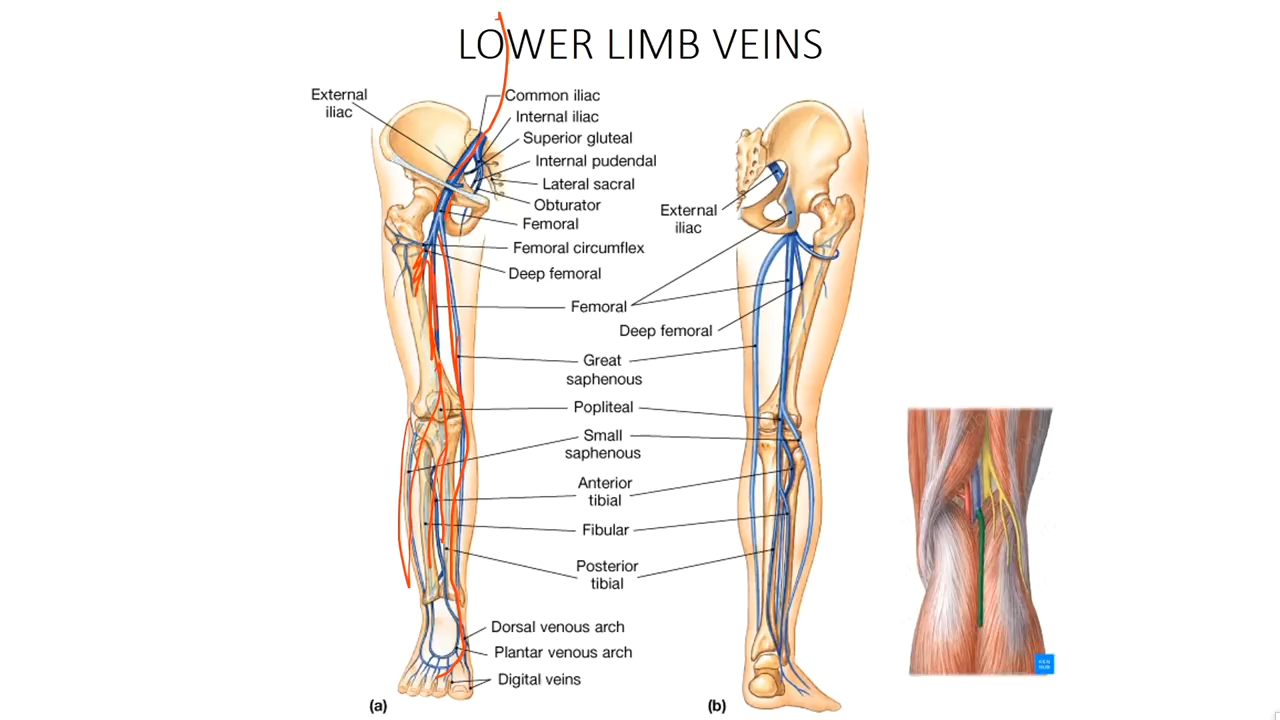 LOWER LIMB VEINS
External
iliac
Common iliac
Internal iliac
Superior gluteal
Internal pudendal
Lateral sacral
Obturator
Femoral
Femoral circumflex
Deep femoral
External
iliac
Femoral
Deep femoral
Great
saphenous
Popliteal
Small
saphenous
Anterior
tibial
Fibular
Posterior
tibial
Dorsal venous arch
Plantar venous arch
Digital veins
(a)
(b)
KEN
HUB